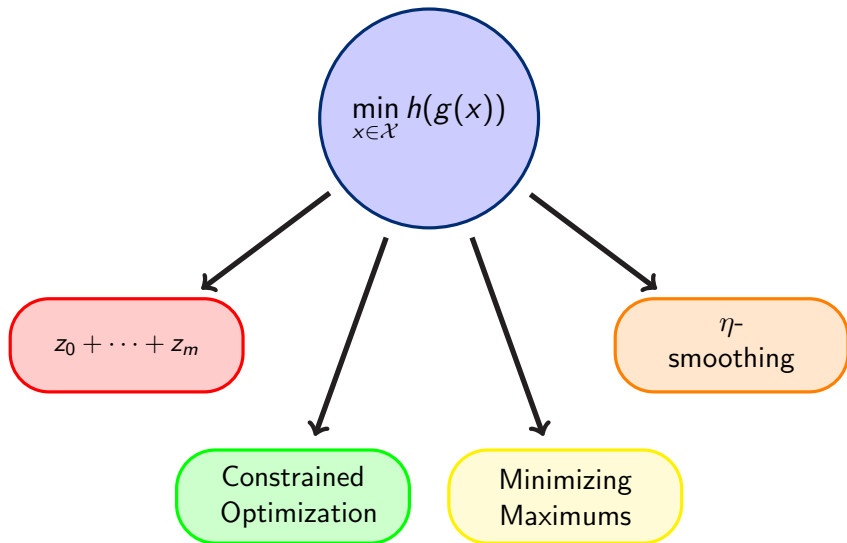 min h(g(x))
x∈𝒳
z₀ + ⋯ + zₘ
η-
smoothing
Constrained
Optimization
Minimizing
Maximums